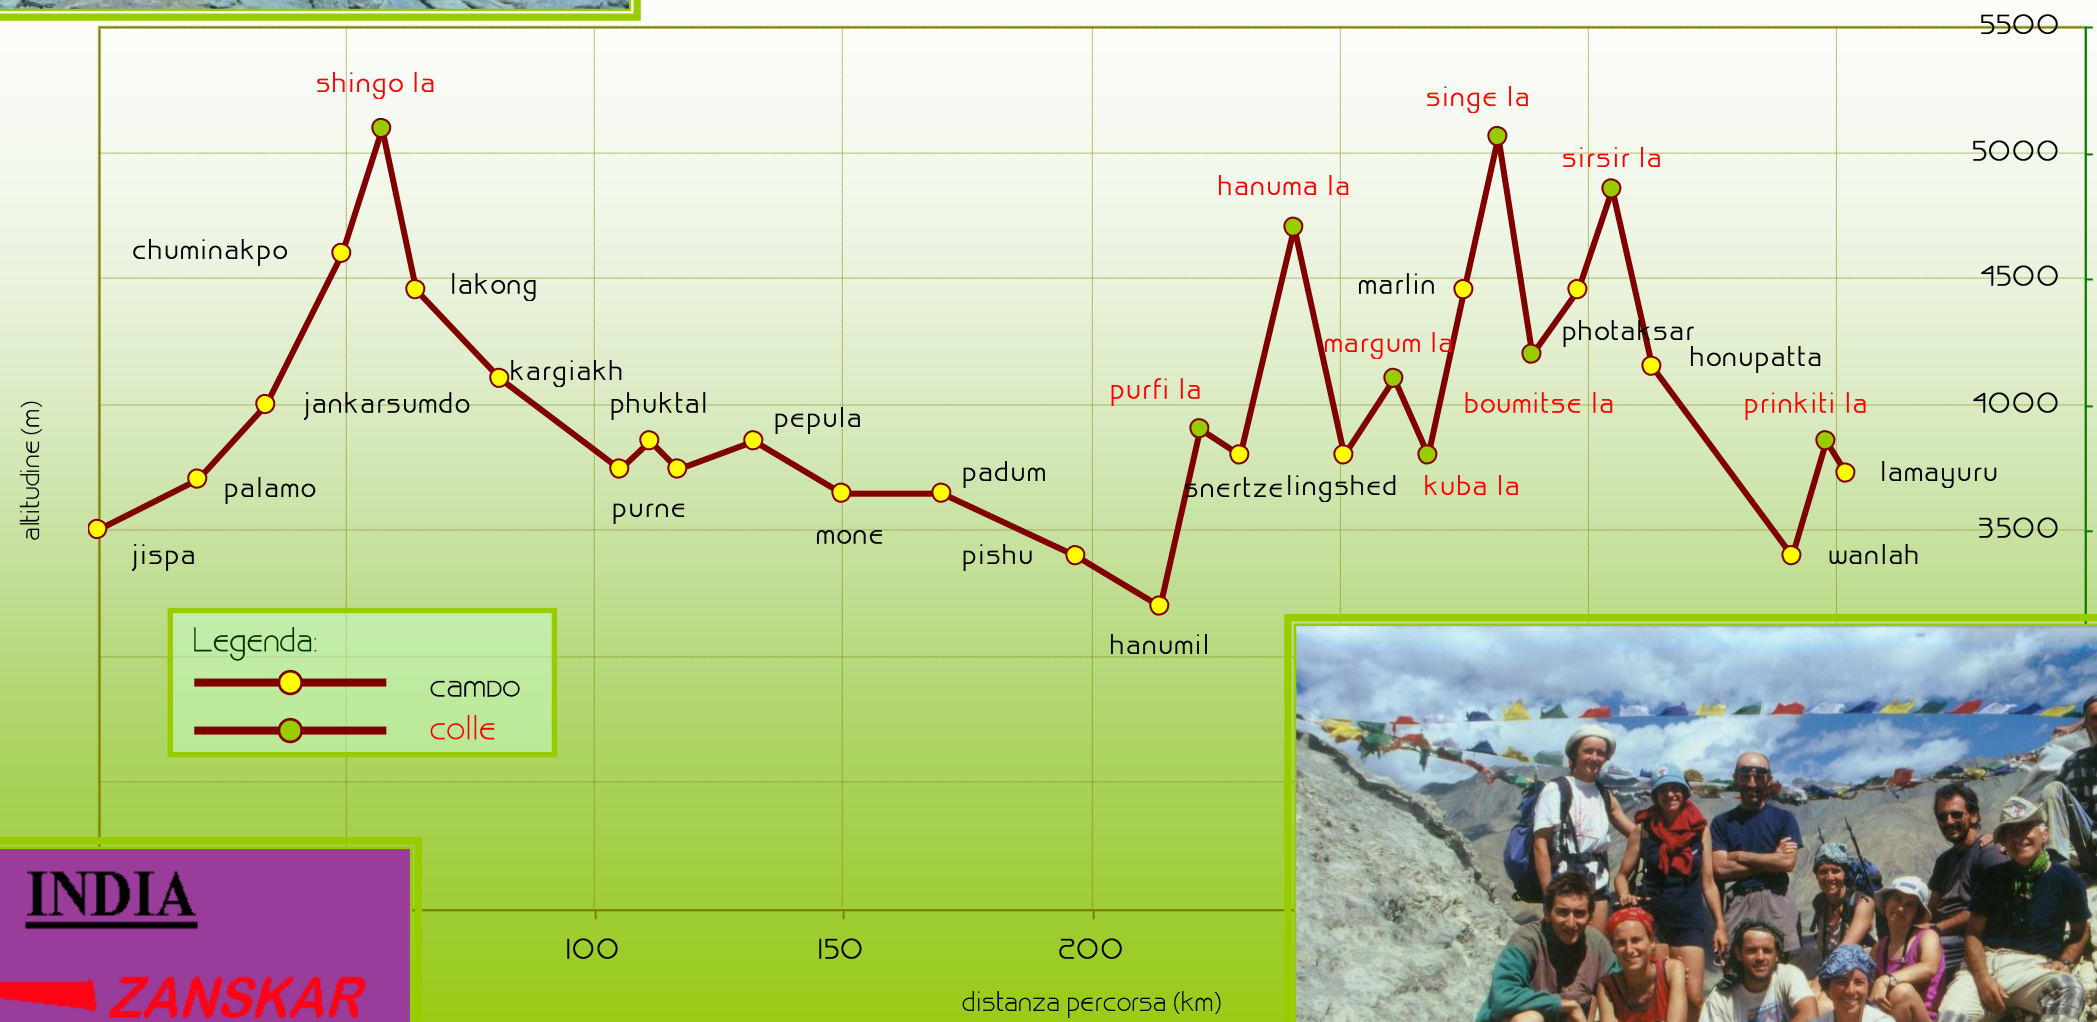 5500
shingo la
singe la
5000
sirsir la
hanuma la
chuminakpo
4500
lakong
marlin
photaksar
margum la
honupatta
kargiakh
purfi la
jankarsumdo
phuktal
boumitse la
prinkiti la
4000
pepula
altitudine (m)
padum
lamayuru
palamo
snertze
lingshed
kuba la
purne
3500
mone
jispa
pishu
wanlah
hanumil
Legenda:
campo
colle
INDIA
ZANSKAR
100
150
200
distanza percorsa (km)